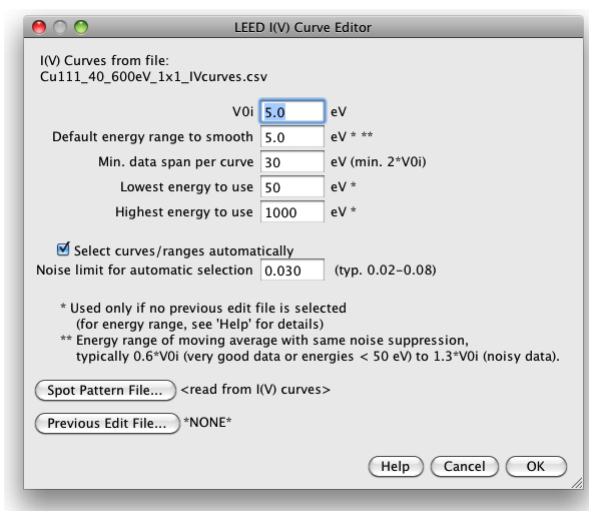 LEED I(V) Curve Editor
I(V) Curves from file:
Cu111_40_600eV_1x1_IVcurves.csv
V0i 5.0 eV
Default energy range to smooth 5.0 eV * **
Min. data span per curve 30 eV (min. 2*V0i)
Lowest energy to use 50 eV *
Highest energy to use 1000 eV *
Select curves/ranges automatically
Noise limit for automatic selection 0.030 (typ. 0.02-0.08)
* Used only if no previous edit file is selected
(for energy range, see 'Help' for details)
** Energy range of moving average with same noise suppression,
typically 0.6*V0i (very good data or energies < 50 eV) to 1.3*V0i (noisy data).
Spot Pattern File... <read from I(V) curves>
Previous Edit File... *NONE*
Help Cancel OK